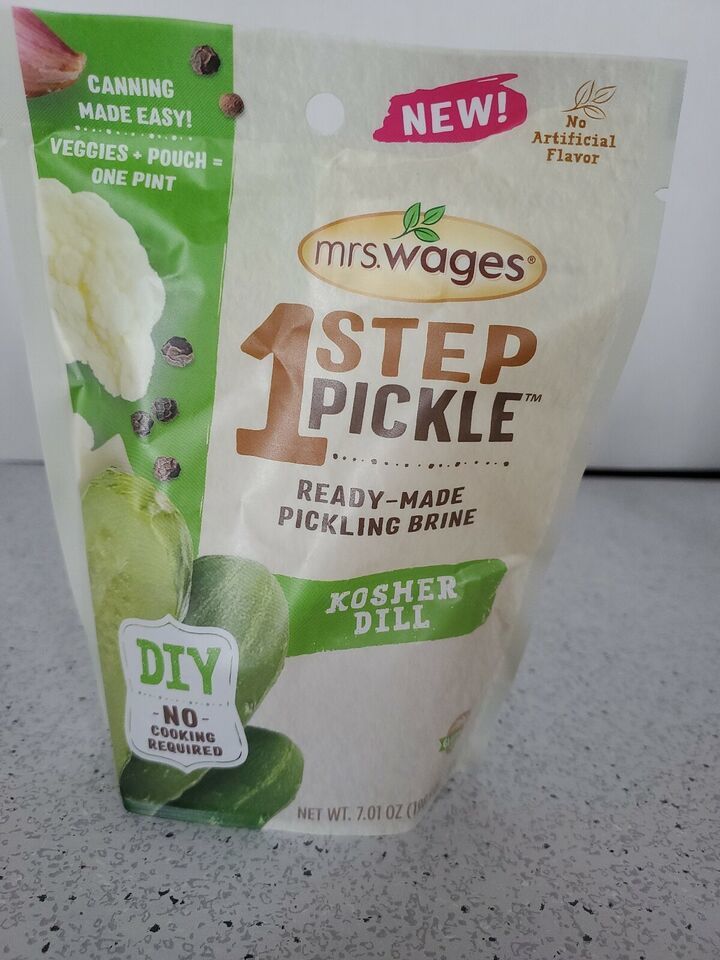 CANNING
MADE EASY!
VEGGIES + POUCH =
ONE PINT
NEW!
No
Artificial
Flavor
mrs.wages®
1 STEP
PICKLE™
READY-MADE
PICKLING BRINE
KOSHER
DILL
DIY
-NO-
COOKING
REQUIRED
NET WT. 7.01 OZ